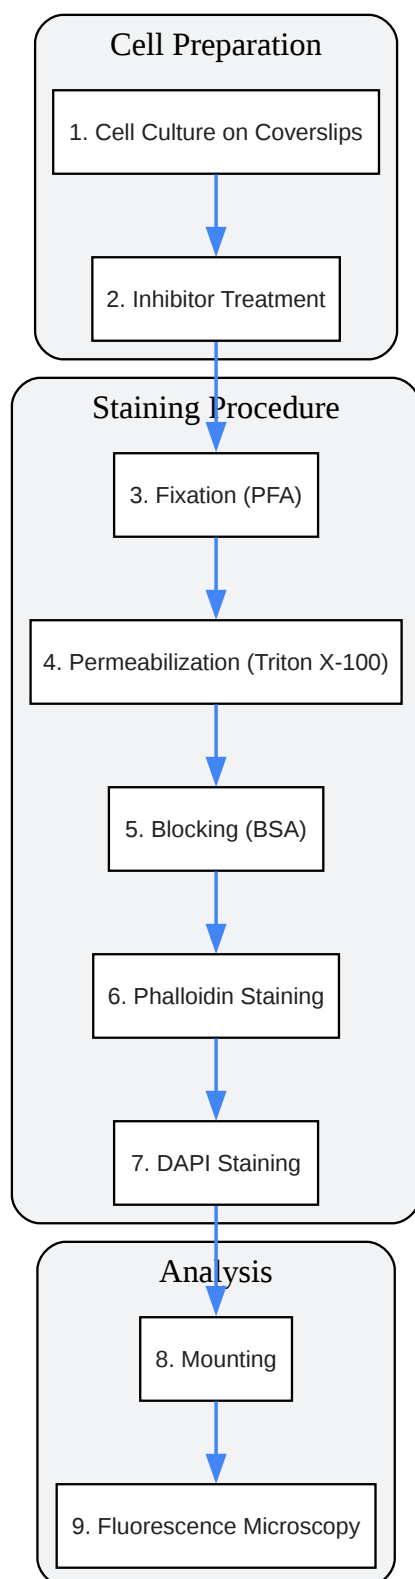 Cell Preparation
1. Cell Culture on Coverslips
2. Inhibitor Treatment
Staining Procedure
3. Fixation (PFA)
4. Permeabilization (Triton X-100)
5. Blocking (BSA)
6. Phalloidin Staining
7. DAPI Staining
Analysis
8. Mounting
9. Fluorescence Microscopy